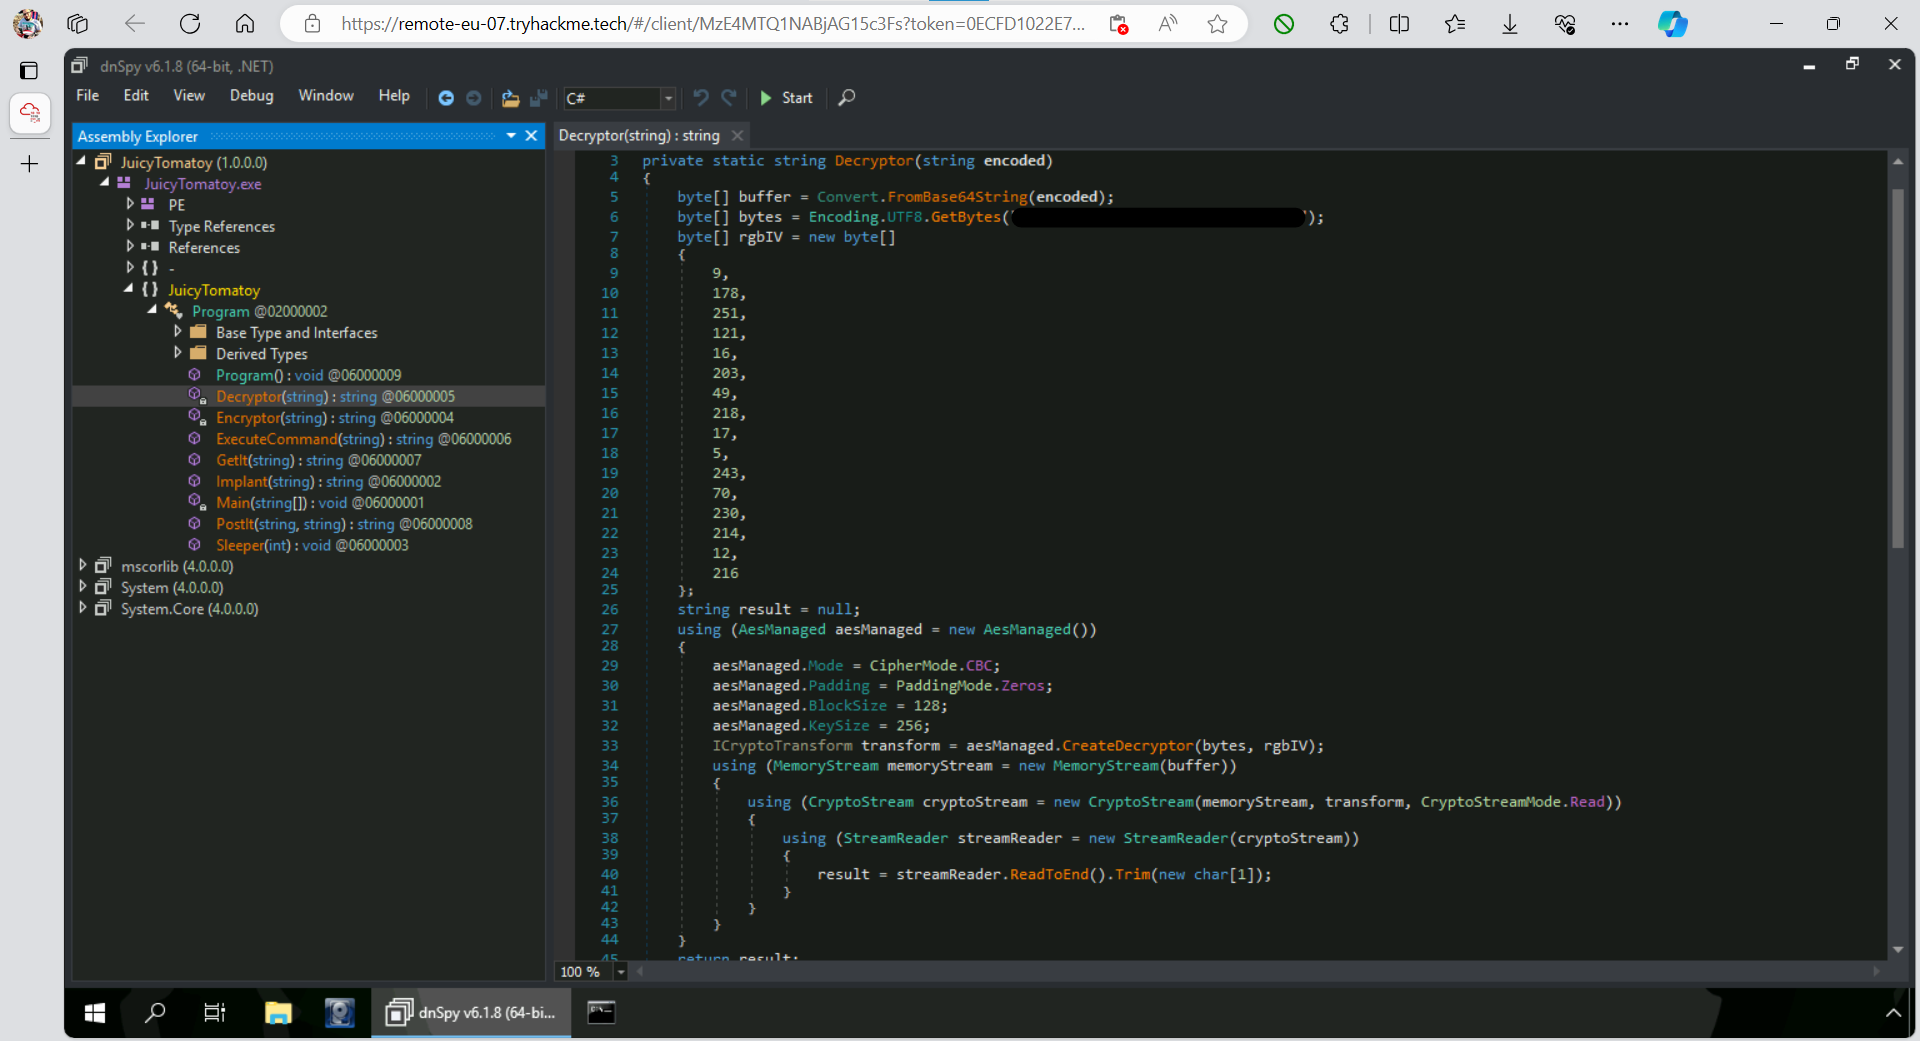 https://remote-eu-07.tryhackme.tech/#/client/MzE4MTQ1NABjAG15c3Fs?token=0ECFD1022E7...
dnSpy v6.1.8 (64-bit, .NET)
File Edit View Debug Window Help C# Start
Assembly Explorer
JuicyTomatoy (1.0.0.0)
JuicyTomatoy.exe
PE
Type References
References
{ } -
{ } JuicyTomatoy
Program @02000002
Base Type and Interfaces
Derived Types
Program() : void @06000009
Decryptor(string) : string @06000005
Encryptor(string) : string @06000004
ExecuteCommand(string) : string @06000006
GetIt(string) : string @06000007
Implant(string) : string @06000002
Main(string[]) : void @06000001
PostIt(string, string) : string @06000008
Sleeper(int) : void @06000003
mscorlib (4.0.0.0)
System (4.0.0.0)
System.Core (4.0.0.0)
Decryptor(string) : string
3 private static string Decryptor(string encoded)
4 {
5 byte[] buffer = Convert.FromBase64String(encoded);
6 byte[] bytes = Encoding.UTF8.GetBytes( );
7 byte[] rgbIV = new byte[]
8 {
9 9,
10 178,
11 251,
12 121,
13 16,
14 203,
15 49,
16 218,
17 17,
18 5,
19 243,
20 70,
21 230,
22 214,
23 12,
24 216
25 };
26 string result = null;
27 using (AesManaged aesManaged = new AesManaged())
28 {
29 aesManaged.Mode = CipherMode.CBC;
30 aesManaged.Padding = PaddingMode.Zeros;
31 aesManaged.BlockSize = 128;
32 aesManaged.KeySize = 256;
33 ICryptoTransform transform = aesManaged.CreateDecryptor(bytes, rgbIV);
34 using (MemoryStream memoryStream = new MemoryStream(buffer))
35 {
36 using (CryptoStream cryptoStream = new CryptoStream(memoryStream, transform, CryptoStreamMode.Read))
37 {
38 using (StreamReader streamReader = new StreamReader(cryptoStream))
39 {
40 result = streamReader.ReadToEnd().Trim(new char[1]);
41 }
42 }
43 }
44 }
45 return result;
100 %
dnSpy v6.1.8 (64-bi...